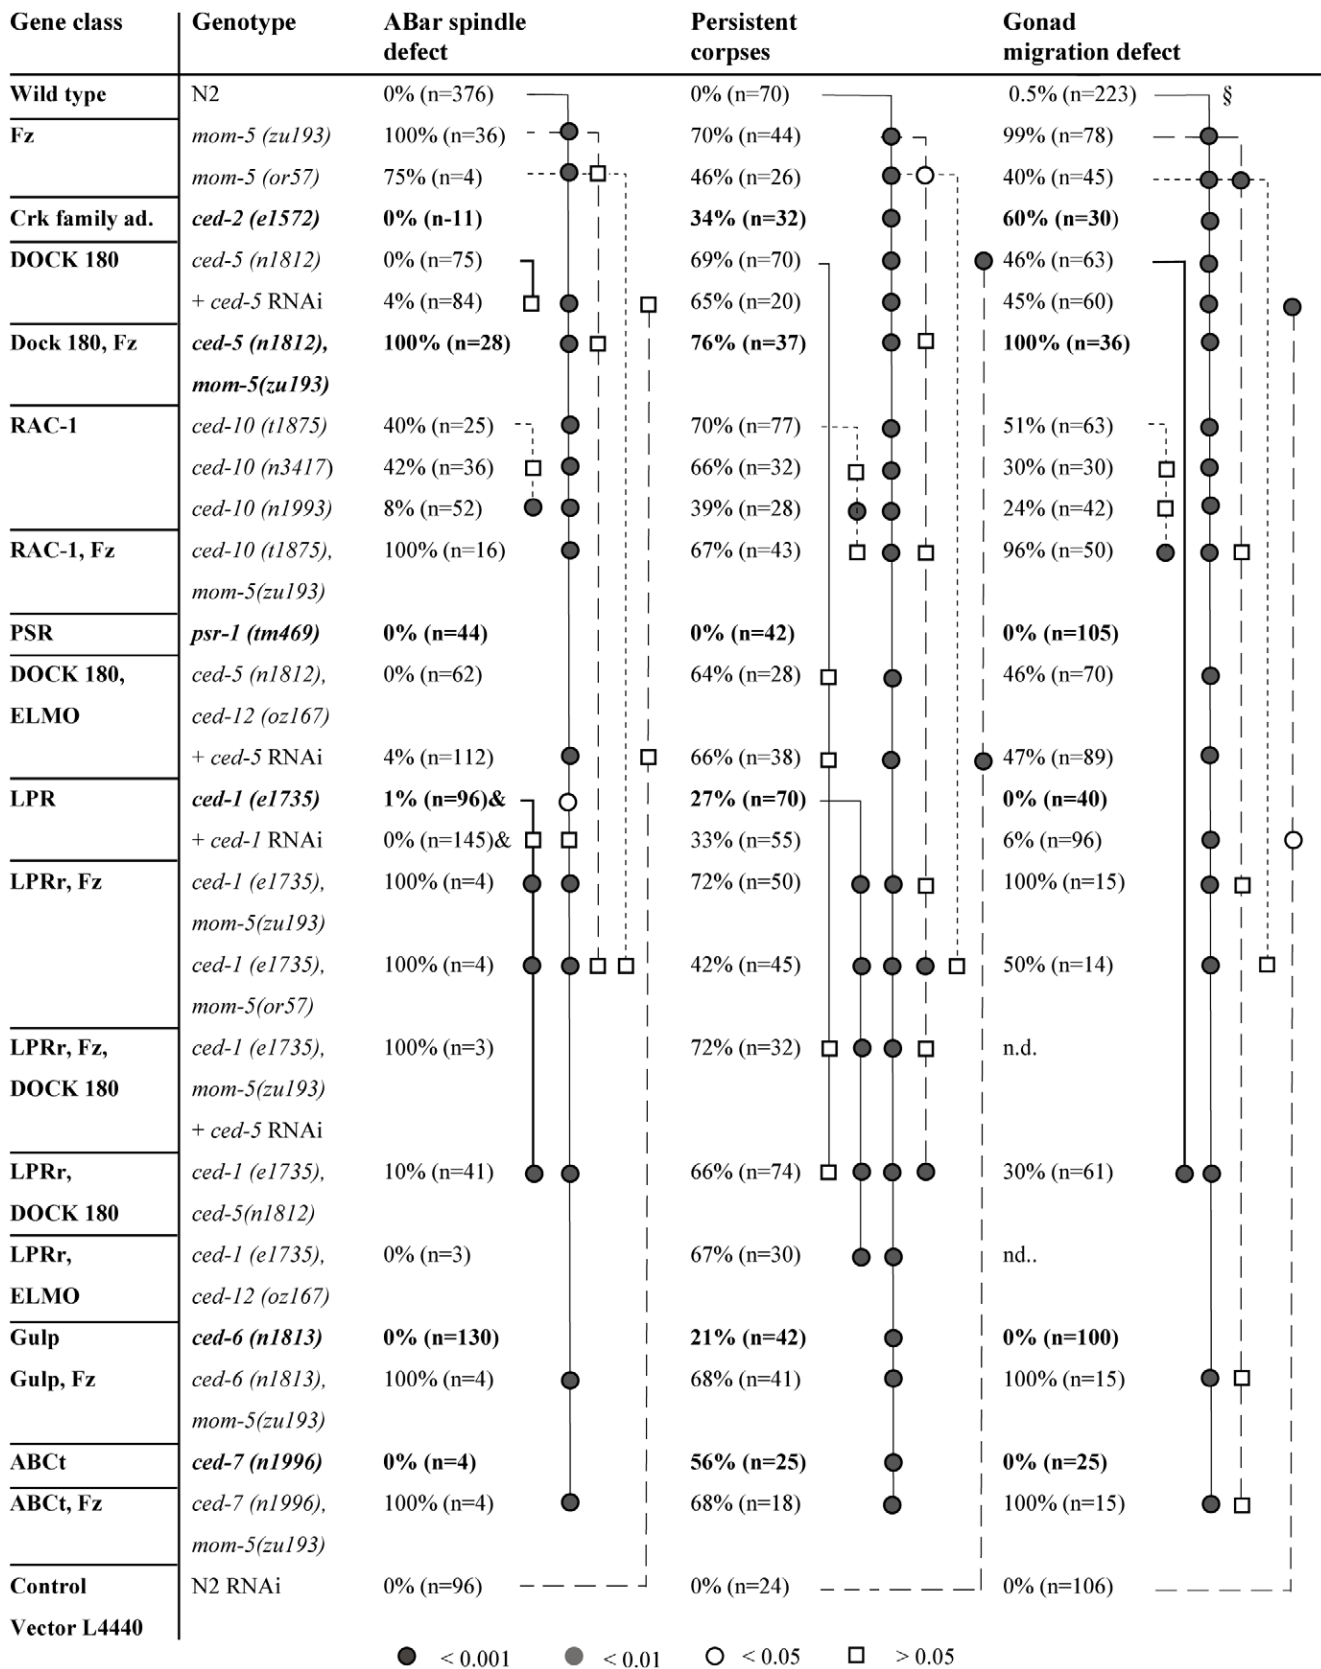 Gene class Genotype ABar spindle defect Persistent corpses Gonad migration defect
Wild type N2 0% (n=376) 0% (n=70) 0.5% (n=223) §
Fz mom-5 (zu193) 100% (n=36) 70% (n=44) 99% (n=78)
mom-5 (or57) 75% (n=4) 46% (n=26) 40% (n=45)
Crk family ad. ced-2 (e1572) 0% (n-11) 34% (n=32) 60% (n=30)
DOCK 180 ced-5 (n1812) 0% (n=75) 69% (n=70) 46% (n=63)
+ ced-5 RNAi 4% (n=84) 65% (n=20) 45% (n=60)
Dock 180, Fz ced-5 (n1812), 100% (n=28) 76% (n=37) 100% (n=36)
mom-5(zu193)
RAC-1 ced-10 (t1875) 40% (n=25) 70% (n=77) 51% (n=63)
ced-10 (n3417) 42% (n=36) 66% (n=32) 30% (n=30)
ced-10 (n1993) 8% (n=52) 39% (n=28) 24% (n=42)
RAC-1, Fz ced-10 (t1875), 100% (n=16) 67% (n=43) 96% (n=50)
mom-5(zu193)
PSR psr-1 (tm469) 0% (n=44) 0% (n=42) 0% (n=105)
DOCK 180, ced-5 (n1812), 0% (n=62) 64% (n=28) 46% (n=70)
ELMO ced-12 (oz167)
+ ced-5 RNAi 4% (n=112) 66% (n=38) 47% (n=89)
LPR ced-1 (e1735) 1% (n=96)& 27% (n=70) 0% (n=40)
+ ced-1 RNAi 0% (n=145)& 33% (n=55) 6% (n=96)
LPRr, Fz ced-1 (e1735), 100% (n=4) 72% (n=50) 100% (n=15)
mom-5(zu193)
ced-1 (e1735), 100% (n=4) 42% (n=45) 50% (n=14)
mom-5(or57)
LPRr, Fz, ced-1 (e1735), 100% (n=3) 72% (n=32) n.d.
DOCK 180 mom-5(zu193)
+ ced-5 RNAi
LPRr, ced-1 (e1735), 10% (n=41) 66% (n=74) 30% (n=61)
DOCK 180 ced-5(n1812)
LPRr, ced-1 (e1735), 0% (n=3) 67% (n=30) nd..
ELMO ced-12 (oz167)
Gulp ced-6 (n1813) 0% (n=130) 21% (n=42) 0% (n=100)
Gulp, Fz ced-6 (n1813), 100% (n=4) 68% (n=41) 100% (n=15)
mom-5(zu193)
ABCt ced-7 (n1996) 0% (n=4) 56% (n=25) 0% (n=25)
ABCt, Fz ced-7 (n1996), 100% (n=4) 68% (n=18) 100% (n=15)
mom-5(zu193)
Control N2 RNAi 0% (n=96) 0% (n=24) 0% (n=106)
Vector L4440
< 0.001 < 0.01 < 0.05 > 0.05